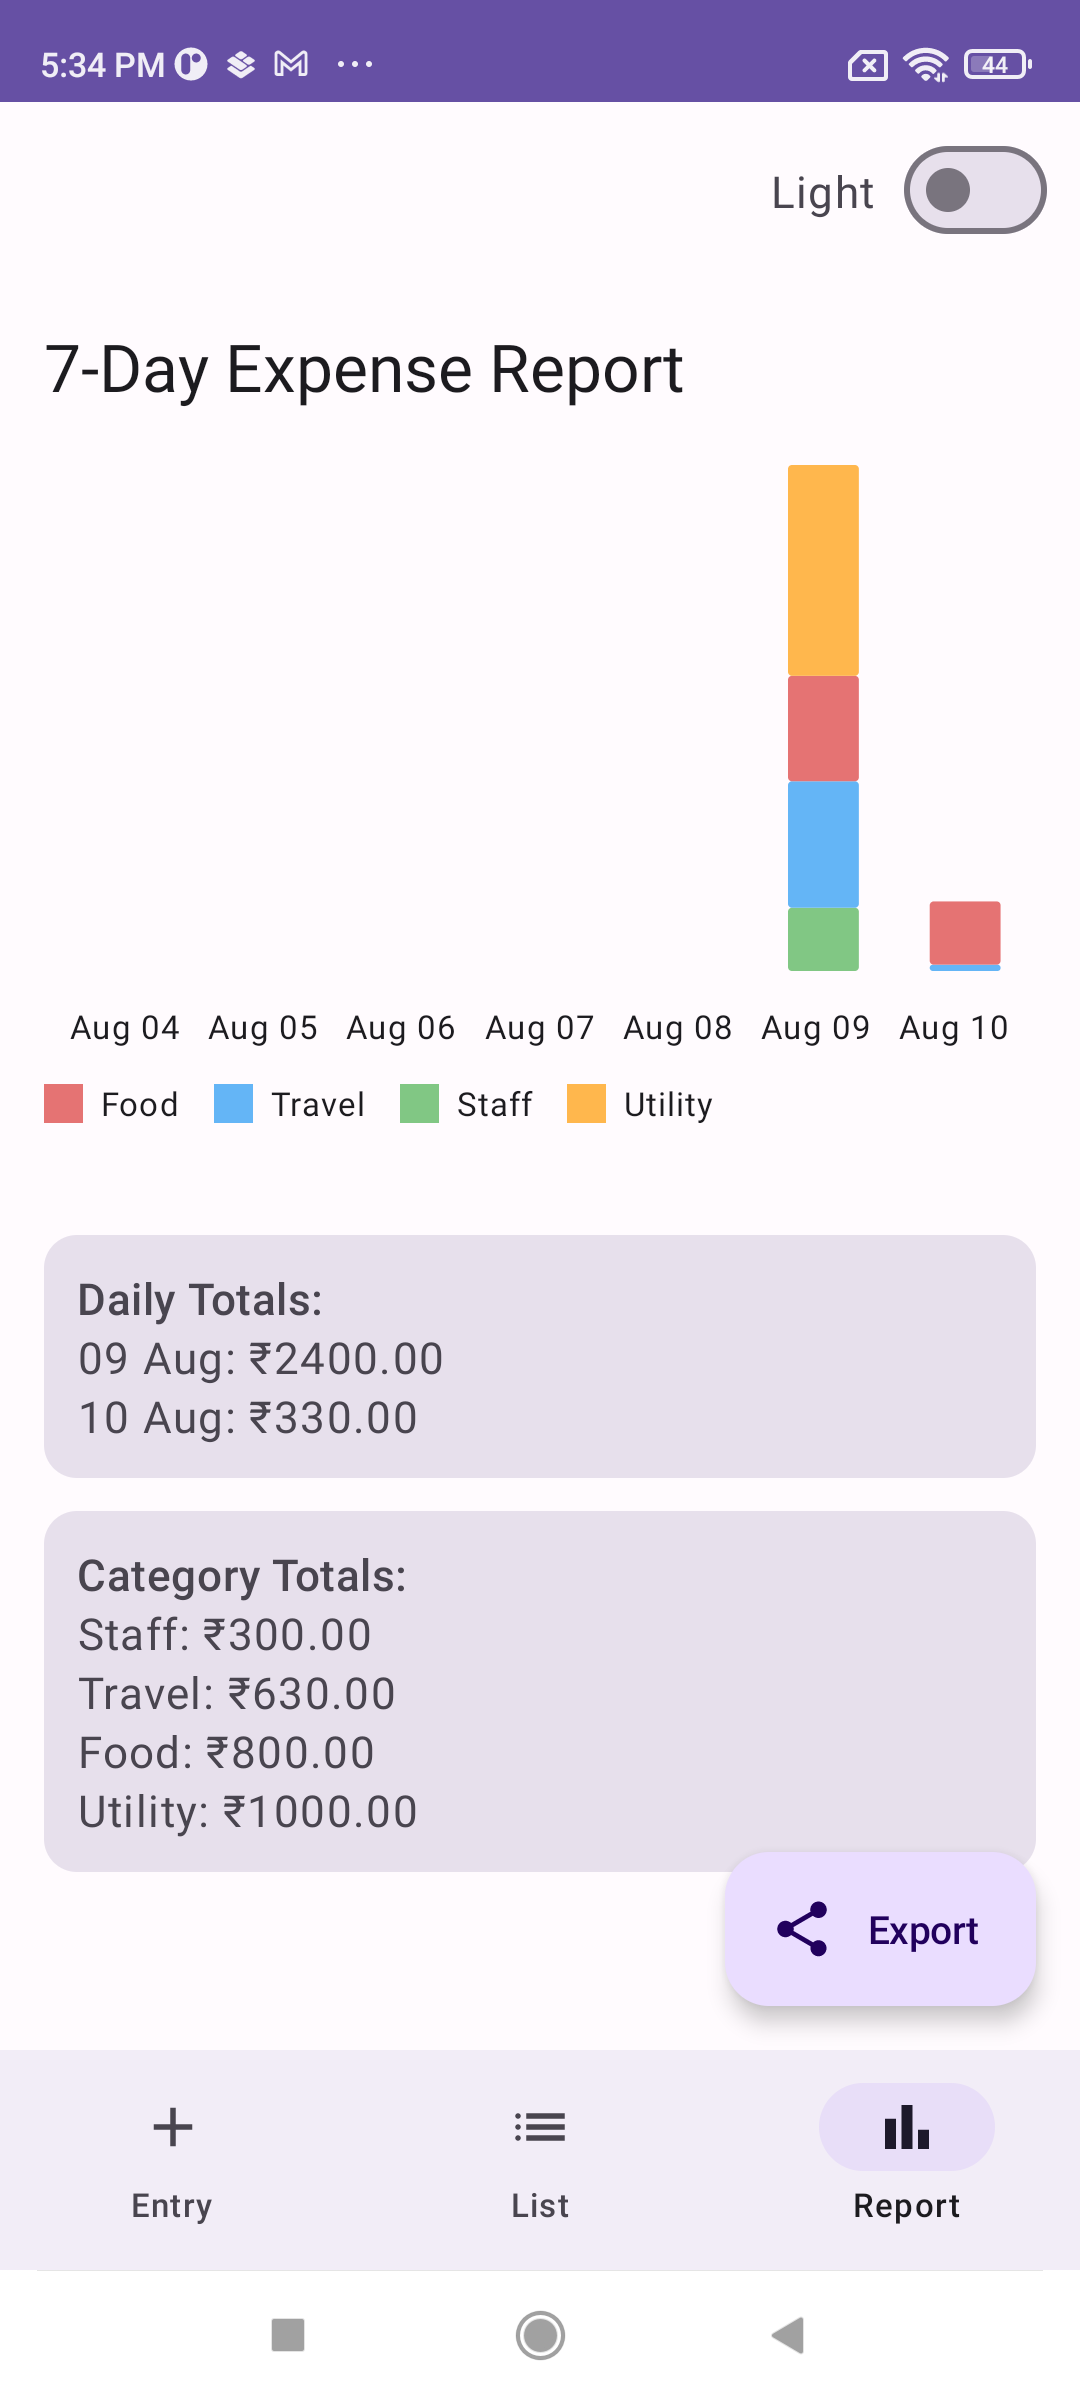 5:34 PM
44
Light
7-Day Expense Report
Aug 04 Aug 05 Aug 06 Aug 07 Aug 08 Aug 09 Aug 10
Food Travel Staff Utility
Daily Totals:
09 Aug: ₹2400.00
10 Aug: ₹330.00
Category Totals:
Staff: ₹300.00
Travel: ₹630.00
Food: ₹800.00
Utility: ₹1000.00
Export
Entry List Report